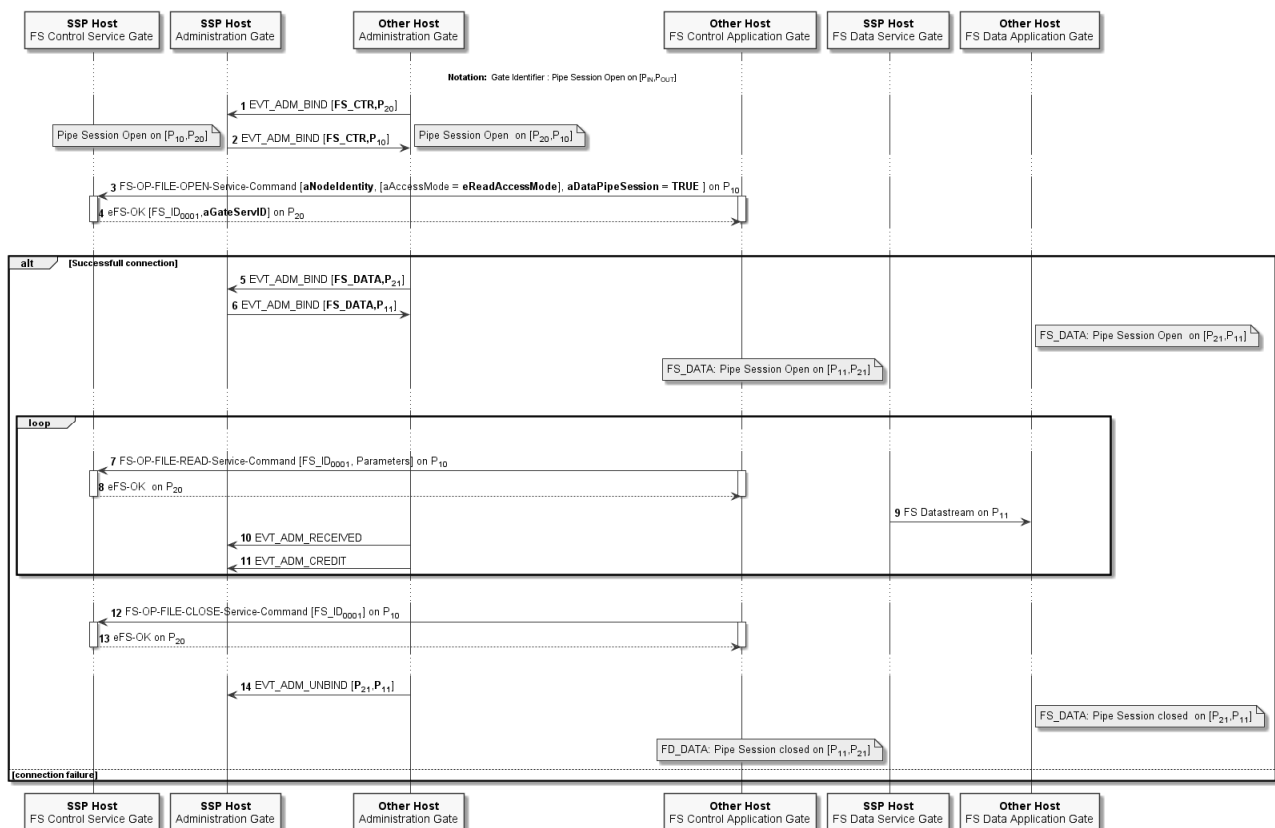 SSP Host
FS Control Service Gate
SSP Host
Administration Gate
Other Host
Administration Gate
Other Host
FS Control Application Gate
SSP Host
FS Data Service Gate
Other Host
FS Data Application Gate
Notation: Gate Identifier : Pipe Session Open on [PIN,POUT]
1 EVT_ADM_BIND [FS_CTR,P20]
Pipe Session Open on [P10,P20]
2 EVT_ADM_BIND [FS_CTR,P10]
Pipe Session Open on [P20,P10]
3 FS-OP-FILE-OPEN-Service-Command [aNodeIdentity, [aAccessMode = eReadAccessMode], aDataPipeSession = TRUE ] on P10
4 eFS-OK [FS_ID0001,aGateServID] on P20
alt [Successfull connection]
5 EVT_ADM_BIND [FS_DATA,P21]
6 EVT_ADM_BIND [FS_DATA,P11]
FS_DATA: Pipe Session Open on [P21,P11]
FS_DATA: Pipe Session Open on [P11,P21]
loop
7 FS-OP-FILE-READ-Service-Command [FS_ID0001, Parameters] on P10
8 eFS-OK on P20
9 FS Datastream on P11
10 EVT_ADM_RECEIVED
11 EVT_ADM_CREDIT
12 FS-OP-FILE-CLOSE-Service-Command [FS_ID0001] on P10
13 eFS-OK on P20
14 EVT_ADM_UNBIND [P21,P11]
FS_DATA: Pipe Session closed on [P21,P11]
FD_DATA: Pipe Session closed on [P11,P21]
[connection failure]
SSP Host
FS Control Service Gate
SSP Host
Administration Gate
Other Host
Administration Gate
Other Host
FS Control Application Gate
SSP Host
FS Data Service Gate
Other Host
FS Data Application Gate